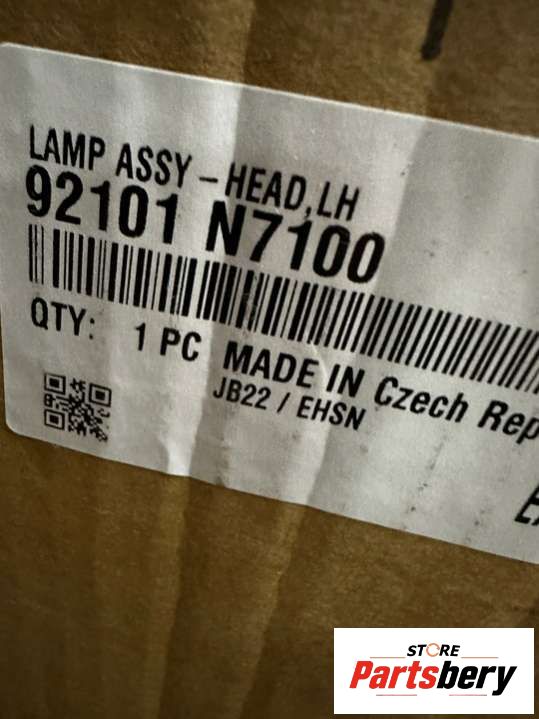 LAMP ASSY - HEAD, LH
92101 N7100
QTY: 1 PC MADE IN Czech Rep
JB22 / EHSN
STORE
Partsbery